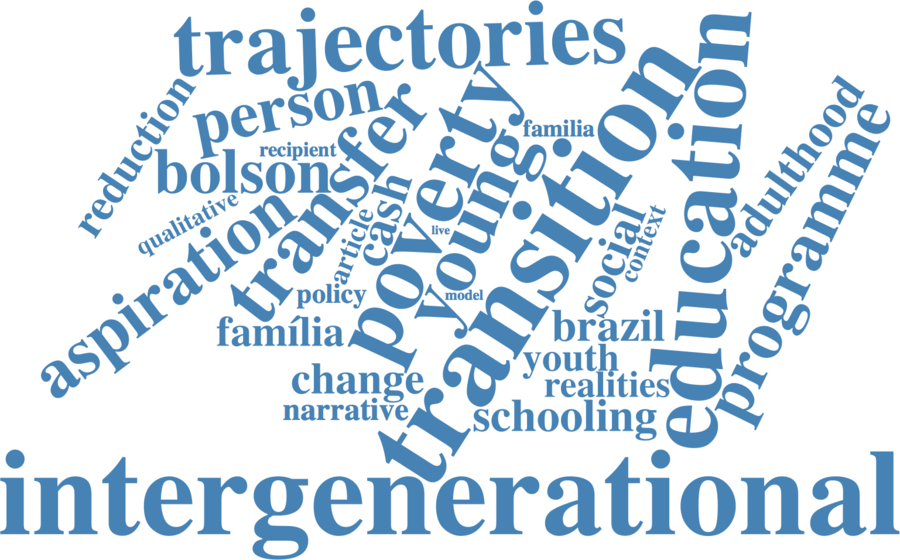 trajectories
education
transition
person
reduction
transfer
poverty
familia
young
adulthood
programme
recipient
bolson
qualitative
aspiration
cash
article
live
social
context
policy
model
família
brazil
youth
change
realities
narrative
schooling
intergenerational